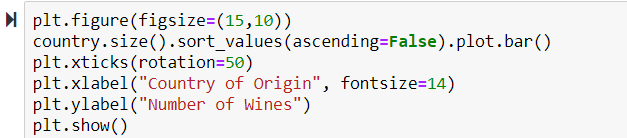 plt.figure(figsize=(15,10))
country.size().sort_values(ascending=False).plot.bar()
plt.xticks(rotation=50)
plt.xlabel("Country of Origin", fontsize=14)
plt.ylabel("Number of Wines")
plt.show()